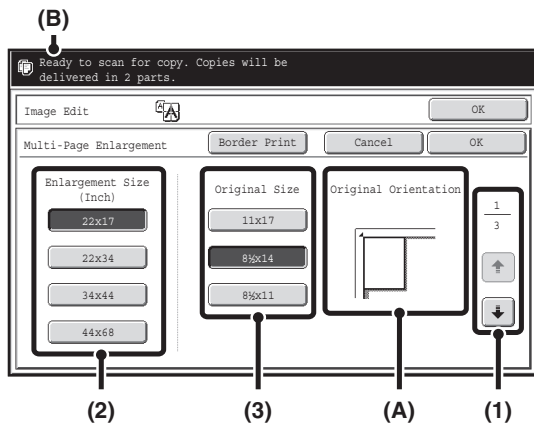 (B)
Ready to scan for copy. Copies will be
delivered in 2 parts.
Image Edit
OK
Multi-Page Enlargement
Border Print
Cancel
OK
Enlargement Size
(Inch)
22x17
22x34
34x44
44x68
Original Size
11x17
8½x14
8½x11
Original Orientation
1
3
(2)
(3)
(A)
(1)